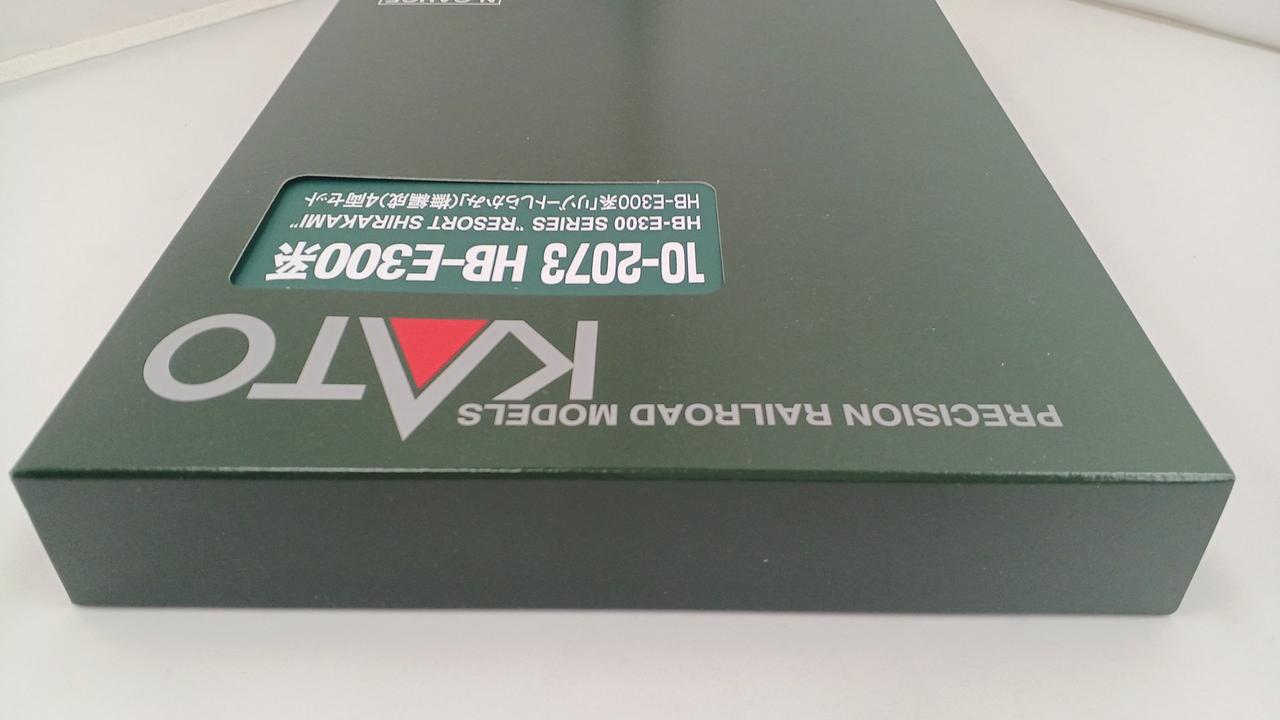 PRECISION RAILROAD MODELS
KATO
10-2073 HB-E300系
HB-E300 SERIES "RESORT SHIRAKAMI"
HB-E300系「リゾートしらかみ」(橅編成)4両セット
N GAUGE